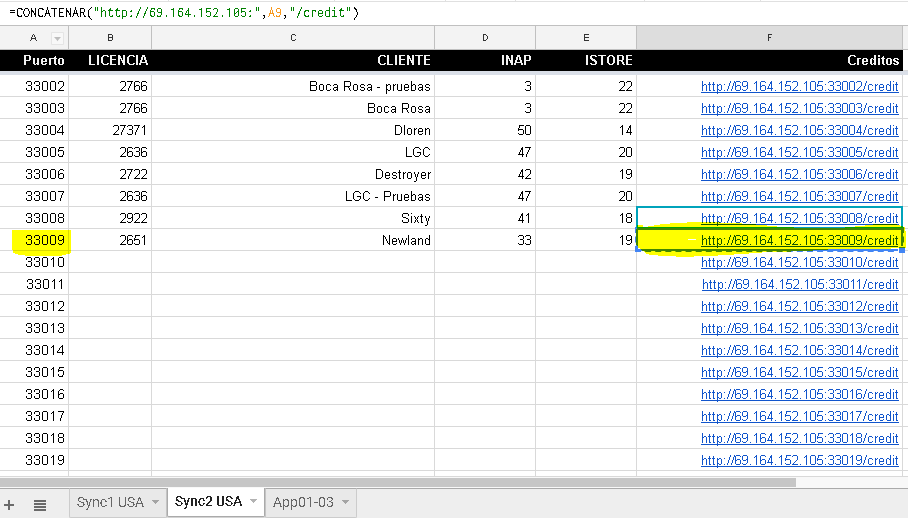 =CONCATENAR("http://69.164.152.105:",A9,"/credit")
A B C D E F
Puerto LICENCIA CLIENTE INAP ISTORE Creditos
33002 2766 Boca Rosa - pruebas 3 22 http://69.164.152.105:33002/credit
33003 2766 Boca Rosa 3 22 http://69.164.152.105:33003/credit
33004 27371 Dloren 50 14 http://69.164.152.105:33004/credit
33005 2636 LGC 47 20 http://69.164.152.105:33005/credit
33006 2722 Destroyer 42 19 http://69.164.152.105:33006/credit
33007 2636 LGC - Pruebas 47 20 http://69.164.152.105:33007/credit
33008 2922 Sixty 41 18 http://69.164.152.105:33008/credit
33009 2651 Newland 33 19 http://69.164.152.105:33009/credit
33010 http://69.164.152.105:33010/credit
33011 http://69.164.152.105:33011/credit
33012 http://69.164.152.105:33012/credit
33013 http://69.164.152.105:33013/credit
33014 http://69.164.152.105:33014/credit
33015 http://69.164.152.105:33015/credit
33016 http://69.164.152.105:33016/credit
33017 http://69.164.152.105:33017/credit
33018 http://69.164.152.105:33018/credit
33019 http://69.164.152.105:33019/credit
Sync1 USA Sync2 USA App01-03